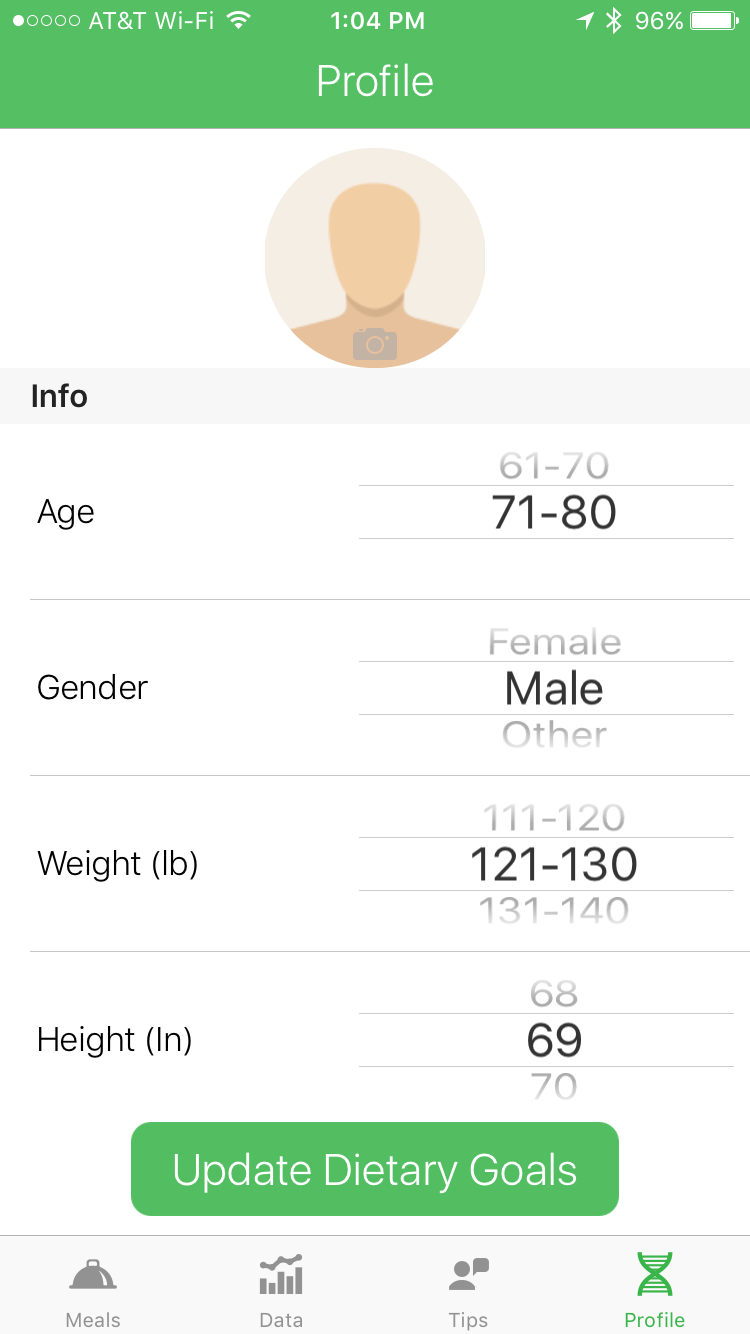 AT&T Wi-Fi 1:04 PM 96%
Profile
Info
61-70
Age 71-80
Female
Gender Male
Other
111-120
Weight (lb) 121-130
131-140
68
Height (In) 69
70
Update Dietary Goals
Meals Data Tips Profile